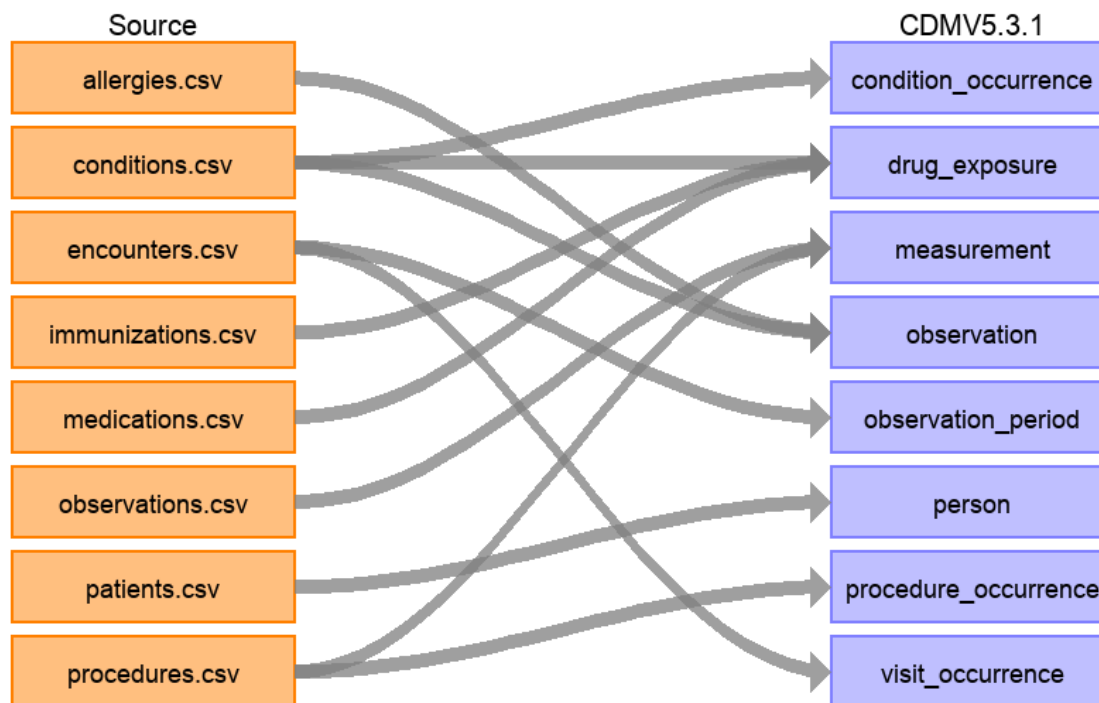 Source
CDMV5.3.1
allergies.csv
condition_occurrence
conditions.csv
drug_exposure
encounters.csv
measurement
immunizations.csv
observation
medications.csv
observation_period
observations.csv
person
patients.csv
procedure_occurrence
procedures.csv
visit_occurrence